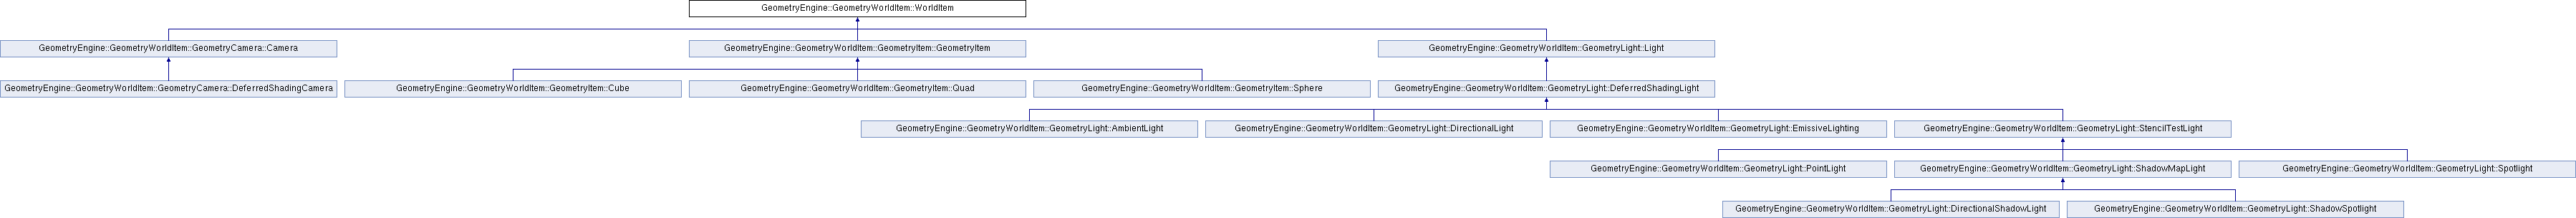 GeometryEngine::GeometryWorldItem::WorldItem
GeometryEngine::GeometryWorldItem::GeometryCamera::Camera
GeometryEngine::GeometryWorldItem::GeometryItem::GeometryItem
GeometryEngine::GeometryWorldItem::GeometryLight::Light
GeometryEngine::GeometryWorldItem::GeometryCamera::DeferredShadingCamera
GeometryEngine::GeometryWorldItem::GeometryItem::Cube
GeometryEngine::GeometryWorldItem::GeometryItem::Quad
GeometryEngine::GeometryWorldItem::GeometryItem::Sphere
GeometryEngine::GeometryWorldItem::GeometryLight::DeferredShadingLight
GeometryEngine::GeometryWorldItem::GeometryLight::AmbientLight
GeometryEngine::GeometryWorldItem::GeometryLight::DirectionalLight
GeometryEngine::GeometryWorldItem::GeometryLight::EmissiveLighting
GeometryEngine::GeometryWorldItem::GeometryLight::StencilTestLight
GeometryEngine::GeometryWorldItem::GeometryLight::PointLight
GeometryEngine::GeometryWorldItem::GeometryLight::ShadowMapLight
GeometryEngine::GeometryWorldItem::GeometryLight::Spotlight
GeometryEngine::GeometryWorldItem::GeometryLight::DirectionalShadowLight
GeometryEngine::GeometryWorldItem::GeometryLight::ShadowSpotlight